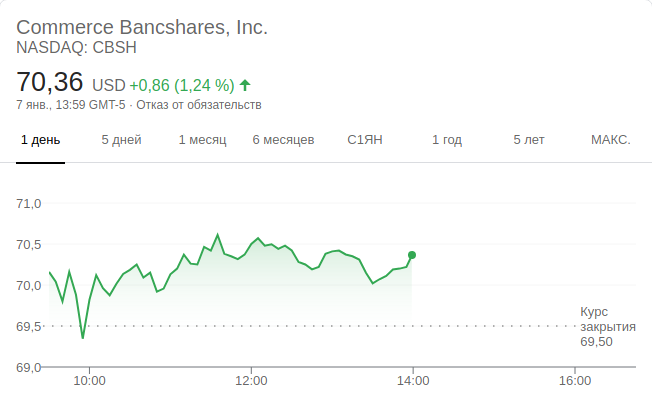 Commerce Bancshares, Inc.
NASDAQ: CBSH
70,36 USD +0,86 (1,24 %)
7 янв., 13:59 GMT-5 · Отказ от обязательств
1 день 5 дней 1 месяц 6 месяцев С1ЯН 1 год 5 лет МАКС.
71,0
70,5
70,0
Курс
69,5 закрытия
69,50
69,0
10:00 12:00 14:00 16:00